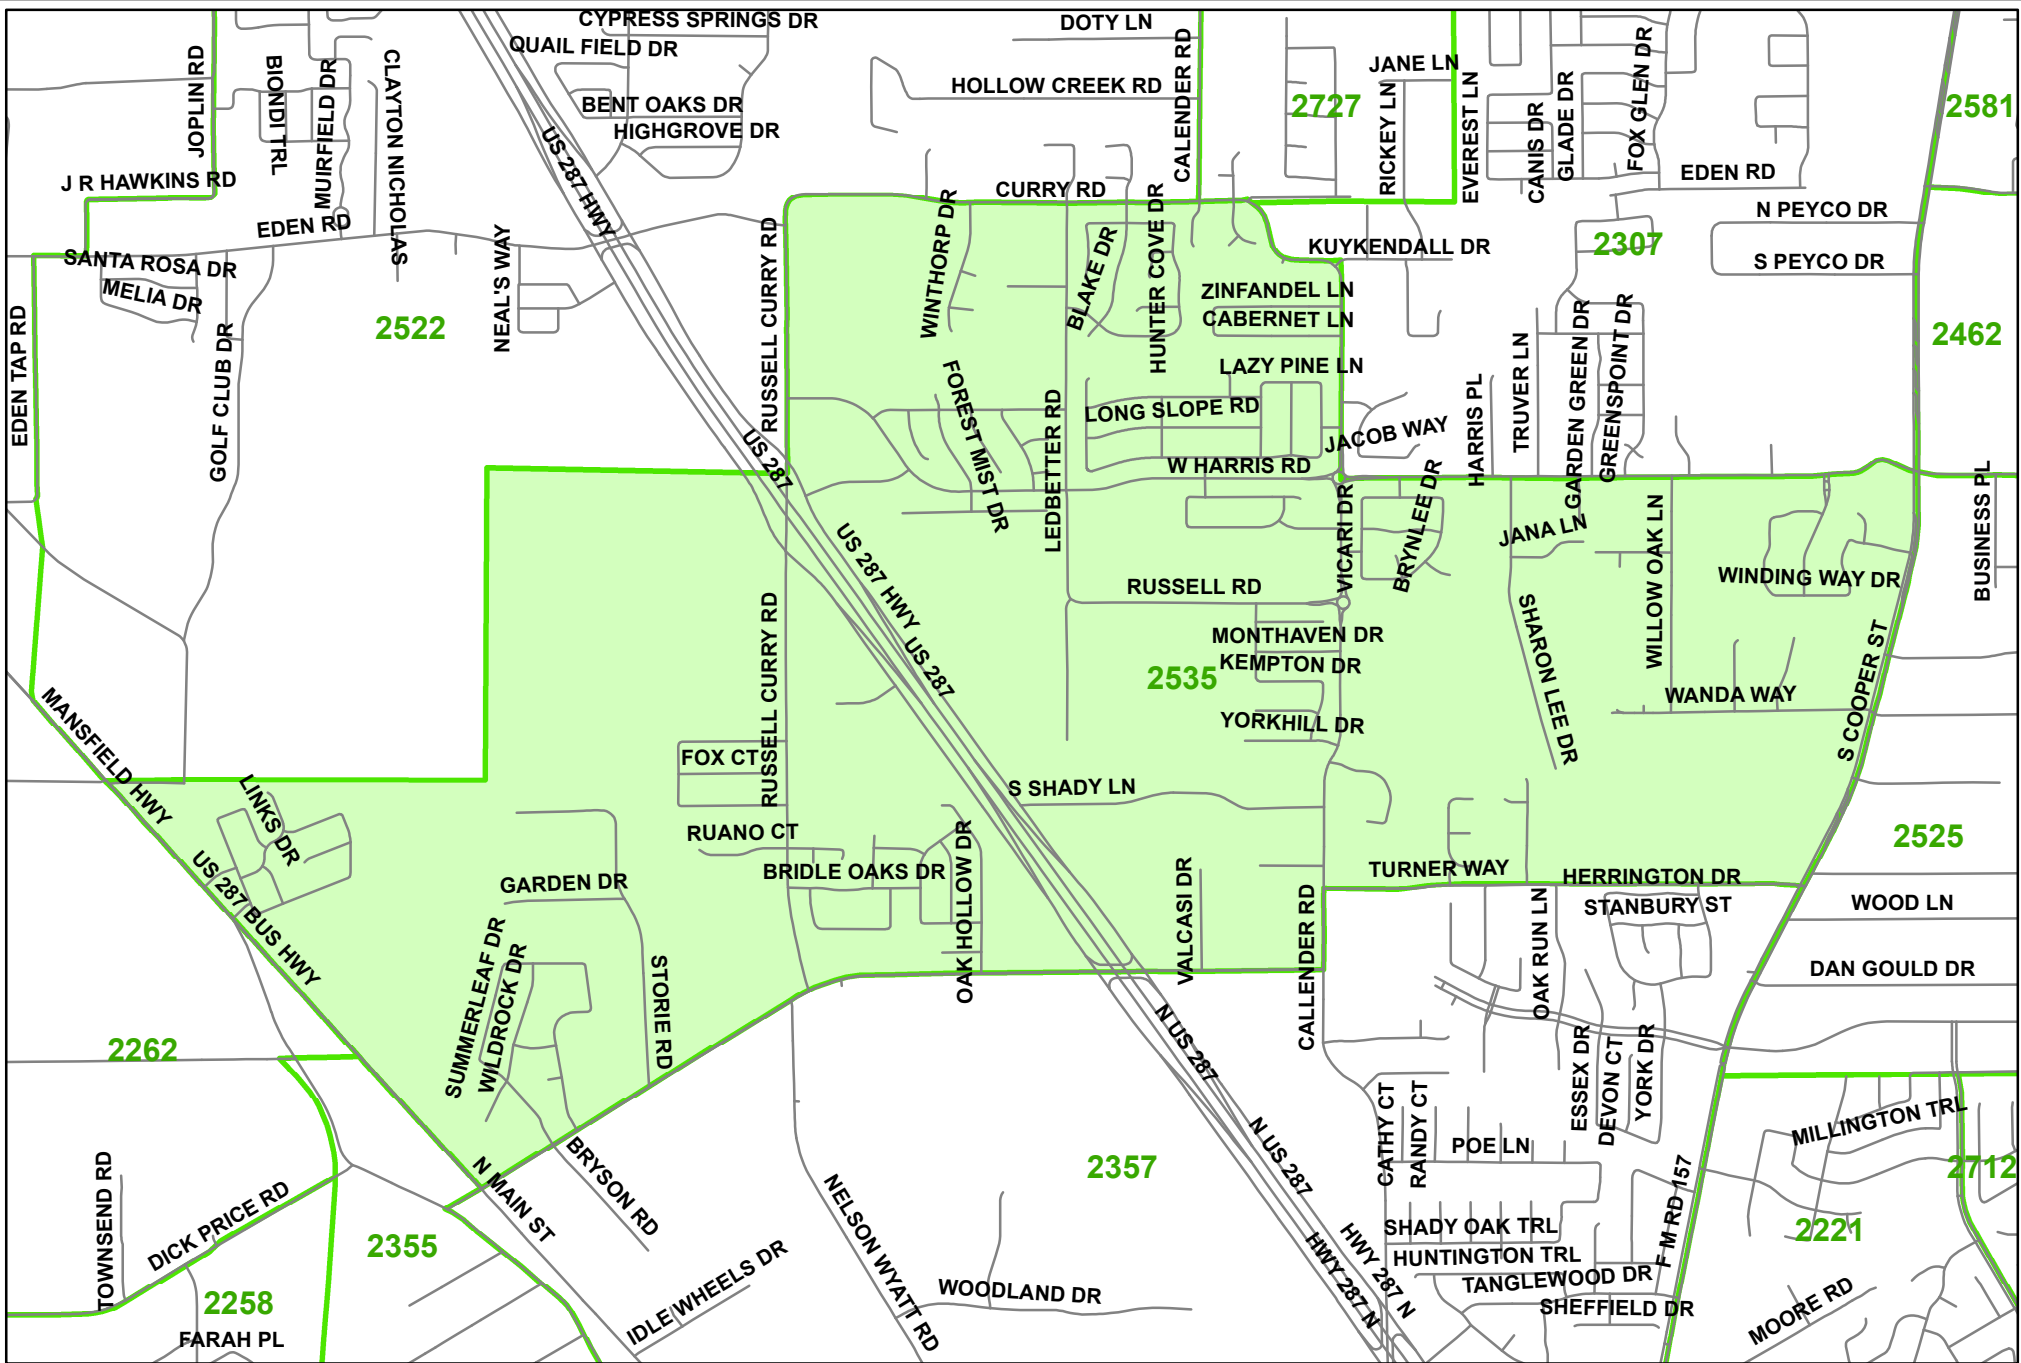 CYPRESS SPRINGS DR
DOTY LN
QUAIL FIELD DR
CALENDER RD
JOPLIN RD
BIONDI TRL
MUIRFIELD DR
CLAYTON NICHOLAS
JANE LN
EVEREST LN
FOX GLEN DR
HOLLOW CREEK RD
BENT OAKS DR
2727
RICKEY LN
CANIS DR
GLADE DR
2581
HIGHGROVE DR
US 287 HWY
J R HAWKINS RD
CURRY RD
EDEN RD
N PEYCO DR
EDEN RD
WINTHORP DR
HUNTER COVE DR
BLAKE DR
KUYKENDALL DR
2307
S PEYCO DR
SANTA ROSA DR
MELIA DR
NEAL'S WAY
RUSSELL CURRY RD
ZINFANDEL LN
CABERNET LN
2522
GOLF CLUB DR
EDEN TAP RD
GARDEN GREEN DR
GREENSPOINT DR
2462
TRUVER LN
HARRIS PL
LAZY PINE LN
FOREST MIST DR
LEDBETTER RD
LONG SLOPE RD
JACOB WAY
W HARRIS RD
US 287
BRYNLEE DR
VICARI DR
JANA LN
WILLOW OAK LN
BUSINESS PL
US 287 HWY
RUSSELL RD
WINDING WAY DR
RUSSELL CURRY RD
US 287
MONTHAVEN DR
KEMPTON DR
2535
SHARON LEE DR
S COOPER ST
WANDA WAY
YORKHILL DR
MANSFIELD HWY
FOX CT
S SHADY LN
LINKS DR
RUANO CT
OAK HOLLOW DR
2525
BRIDLE OAKS DR
TURNER WAY
HERRINGTON DR
US 287 BUS HWY
GARDEN DR
VALCASI DR
CALLENDER RD
OAK RUN LN
STANBURY ST
WOOD LN
SUMMERLEAF DR
WILDROCK DR
STORIE RD
DAN GOULD DR
2262
N US 287
ESSEX DR
DEVON CT
YORK DR
CATHY CT
RANDY CT
MILLINGTON TRL
N US 287
POE LN
BRYSON RD
2357
2712
TOWNSEND RD
DICK PRICE RD
N MAIN ST
NELSON WYATT RD
F M RD 157
2221
2355
SHADY OAK TRL
HWY 287 N
HWY 287 N
HUNTINGTON TRL
TANGLEWOOD DR
2258
IDLE WHEELS DR
WOODLAND DR
SHEFFIELD DR
MOORE RD
FARAH PL